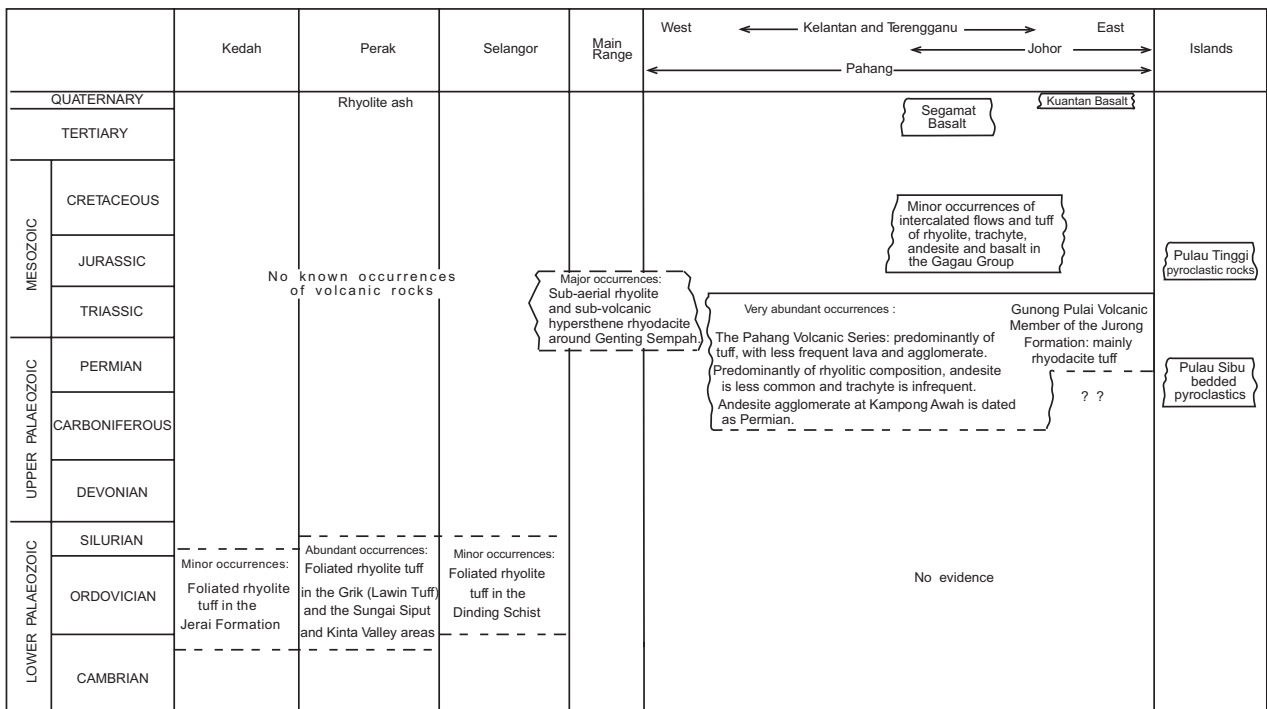 Kedah
Perak
Selangor
Main
Range
West
Kelantan and Terengganu
East
Johor
Pahang
Islands
QUATERNARY
TERTIARY
MESOZOIC
CRETACEOUS
JURASSIC
TRIASSIC
UPPER PALAEOZOIC
PERMIAN
CARBONIFEROUS
DEVONIAN
LOWER PALAEOZOIC
SILURIAN
ORDOVICIAN
CAMBRIAN
Rhyolite ash
Segamat
Basalt
Kuantan Basalt
Minor occurrences of
intercalated flows and tuff
of rhyolite, trachyte,
andesite and basalt in
the Gagau Group
Pulau Tinggi
pyroclastic rocks
No known occurrences
of volcanic rocks
Major occurrences:
Sub-aerial rhyolite
and sub-volcanic
hypersthene rhyodacite
around Genting Sempah.
Very abundant occurrences :
The Pahang Volcanic Series: predominantly of
tuff, with less frequent lava and agglomerate.
Predominantly of rhyolitic composition, andesite
is less common and trachyte is infrequent.
Andesite agglomerate at Kampong Awah is dated
as Permian.
Gunong Pulai Volcanic
Member of the Jurong
Formation: mainly
rhyodacite tuff
? ?
Pulau Sibu
bedded
pyroclastics
Minor occurrences:
Foliated rhyolite
tuff in the
Jerai Formation
Abundant occurrences:
Foliated rhyolite tuff
in the Grik (Lawin Tuff)
and the Sungai Siput
and Kinta Valley areas
Minor occurrences:
Foliated rhyolite
tuff in the
Dinding Schist
No evidence